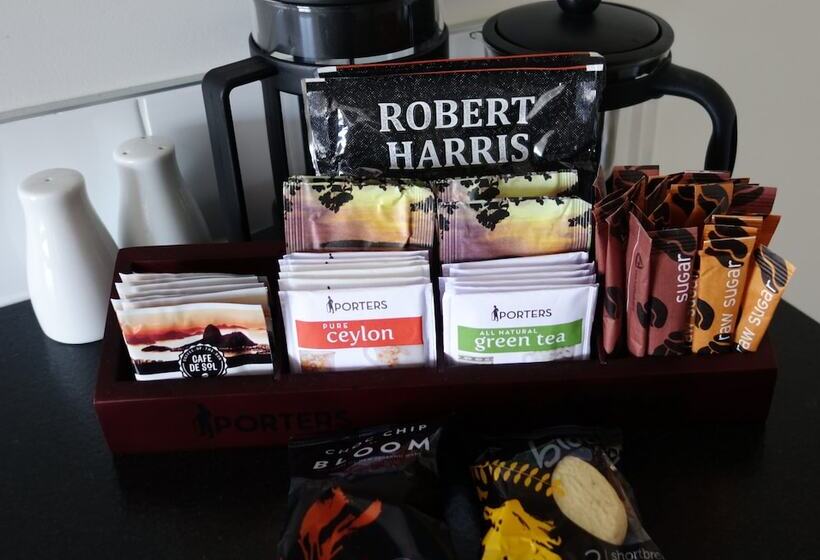 ROBERT
HARRIS
PORTERS
PURE
ceylon
PORTERS
ALL NATURAL
green tea
CAFE
DE SOL
sugar
raw sugar
raw sugar
PORTERS
CHOC CHIP
BLOOM
shortbre